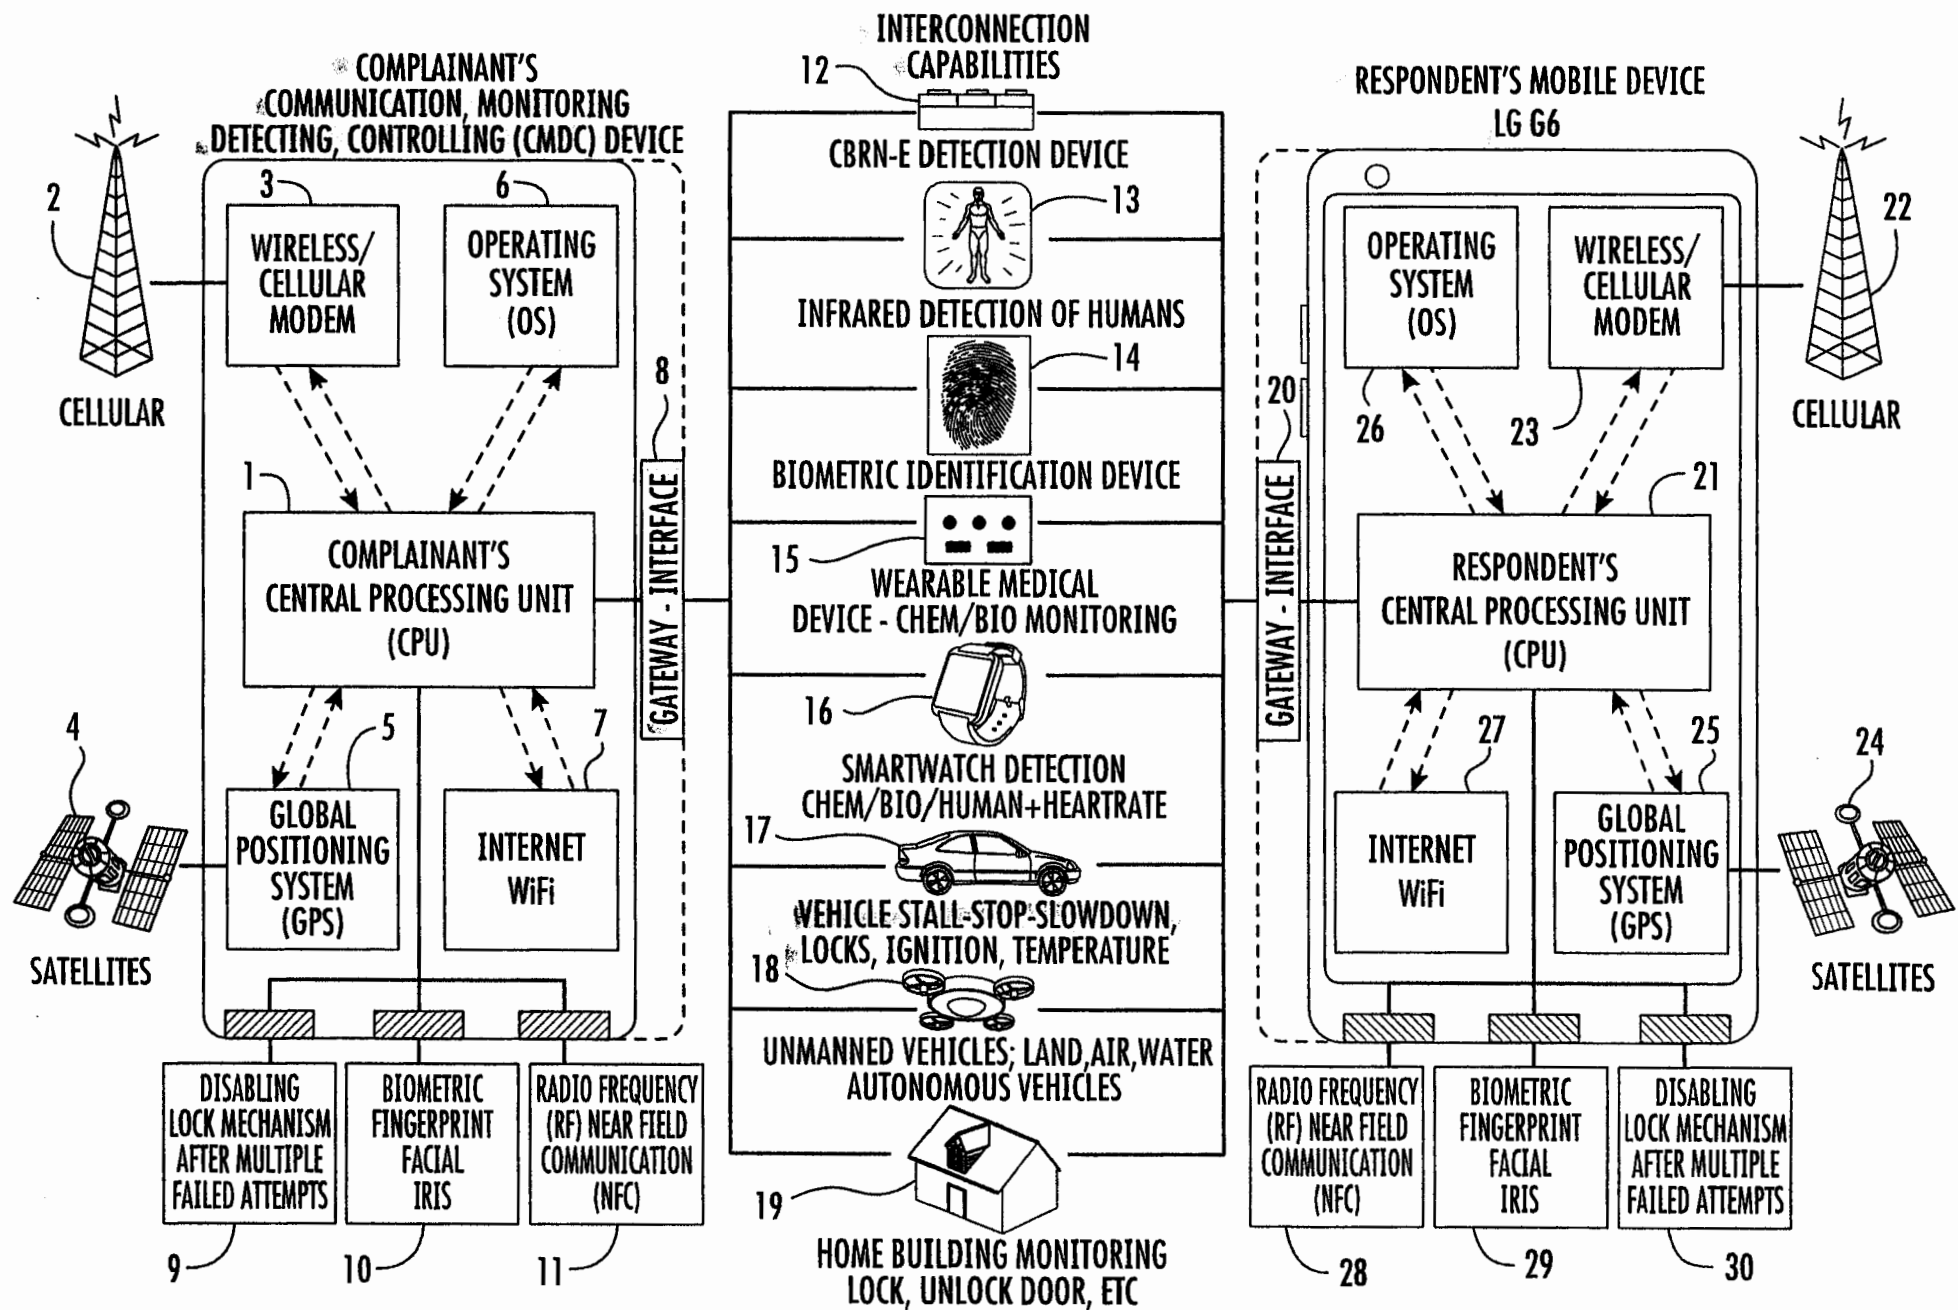 COMPLAINANT'S
COMMUNICATION, MONITORING
DETECTING, CONTROLLING (CMDC) DEVICE
2
3
WIRELESS/
CELLULAR
MODEM
6
OPERATING
SYSTEM
(OS)
CELLULAR
8
GATEWAY - INTERFACE
1
COMPLAINANT'S
CENTRAL PROCESSING UNIT
(CPU)
4
5
GLOBAL
POSITIONING
SYSTEM
(GPS)
7
INTERNET
WiFi
SATELLITES
DISABLING
LOCK MECHANISM
AFTER MULTIPLE
FAILED ATTEMPTS
9
BIOMETRIC
FINGERPRINT
FACIAL
IRIS
10
RADIO FREQUENCY
(RF) NEAR FIELD
COMMUNICATION
(NFC)
11
INTERCONNECTION
CAPABILITIES
12
CBRN-E DETECTION DEVICE
13
INFRARED DETECTION OF HUMANS
14
BIOMETRIC IDENTIFICATION DEVICE
15
WEARABLE MEDICAL
DEVICE - CHEM/BIO MONITORING
16
SMARTWATCH DETECTION
CHEM/BIO/HUMAN+HEARTRATE
17
VEHICLE STALL-STOP-SLOWDOWN,
LOCKS, IGNITION, TEMPERATURE
18
UNMANNED VEHICLES; LAND,AIR,WATER
AUTONOMOUS VEHICLES
19
HOME BUILDING MONITORING
LOCK, UNLOCK DOOR, ETC
RESPONDENT'S MOBILE DEVICE
LG G6
OPERATING
SYSTEM
(OS)
26
WIRELESS/
CELLULAR
MODEM
23
22
CELLULAR
20
GATEWAY - INTERFACE
21
RESPONDENT'S
CENTRAL PROCESSING UNIT
(CPU)
27
INTERNET
WiFi
25
GLOBAL
POSITIONING
SYSTEM
(GPS)
24
SATELLITES
RADIO FREQUENCY
(RF) NEAR FIELD
COMMUNICATION
(NFC)
28
BIOMETRIC
FINGERPRINT
FACIAL
IRIS
29
DISABLING
LOCK MECHANISM
AFTER MULTIPLE
FAILED ATTEMPTS
30